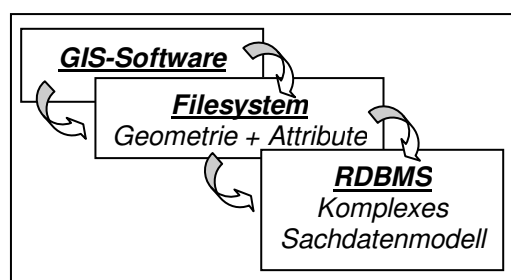 GIS-Software
Filesystem
Geometrie + Attribute
RDBMS
Komplexes
Sachdatenmodell